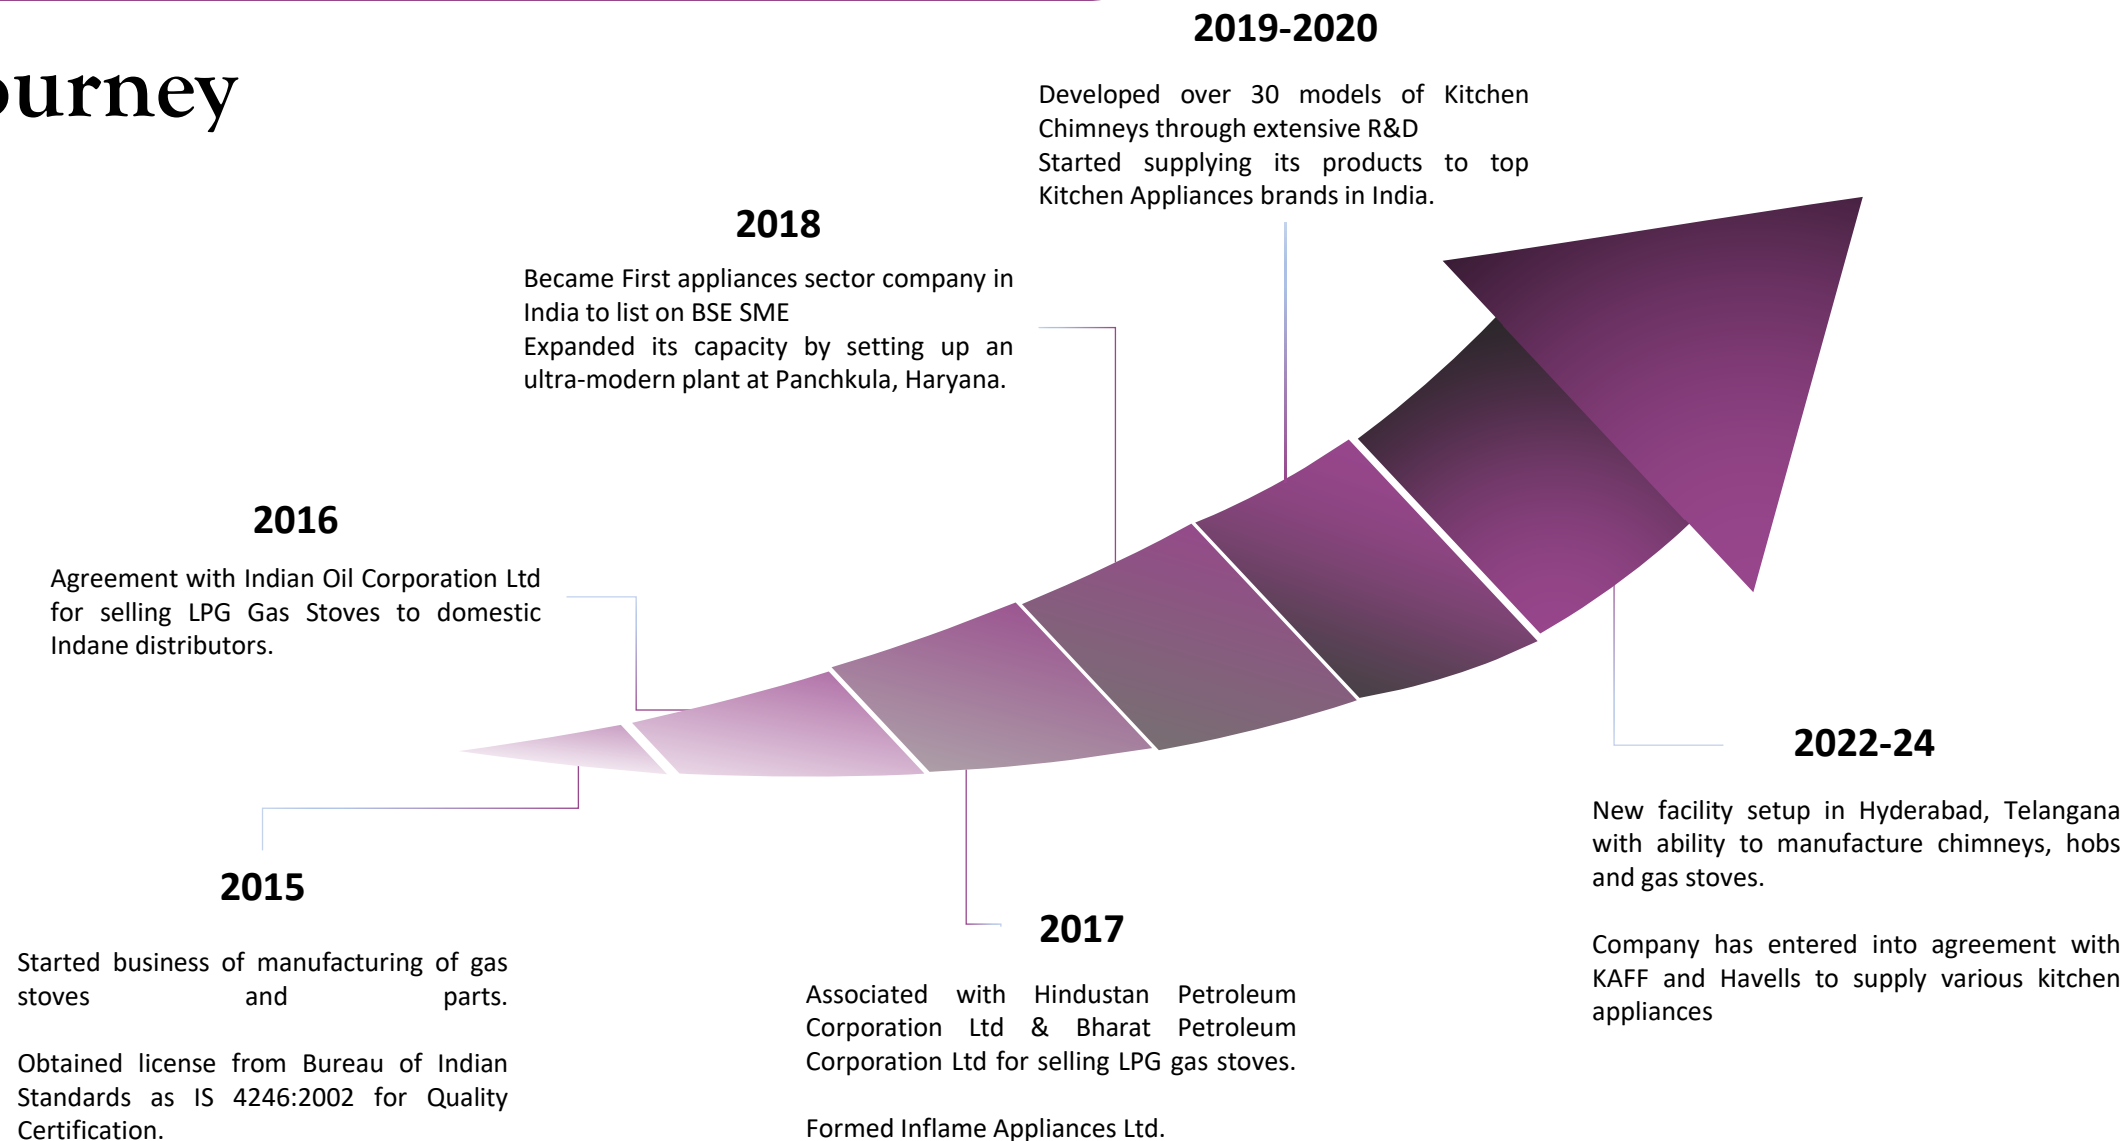 ourney
2015
Started business of manufacturing of gas
stoves and parts.
Obtained license from Bureau of Indian
Standards as IS 4246:2002 for Quality
Certification.
2016
Agreement with Indian Oil Corporation Ltd
for selling LPG Gas Stoves to domestic
Indane distributors.
2017
Associated with Hindustan Petroleum
Corporation Ltd & Bharat Petroleum
Corporation Ltd for selling LPG gas stoves.
Formed Inflame Appliances Ltd.
2018
Became First appliances sector company in
India to list on BSE SME
Expanded its capacity by setting up an
ultra-modern plant at Panchkula, Haryana.
2019-2020
Developed over 30 models of Kitchen
Chimneys through extensive R&D
Started supplying its products to top
Kitchen Appliances brands in India.
2022-24
New facility setup in Hyderabad, Telangana
with ability to manufacture chimneys, hobs
and gas stoves.
Company has entered into agreement with
KAFF and Havells to supply various kitchen
appliances